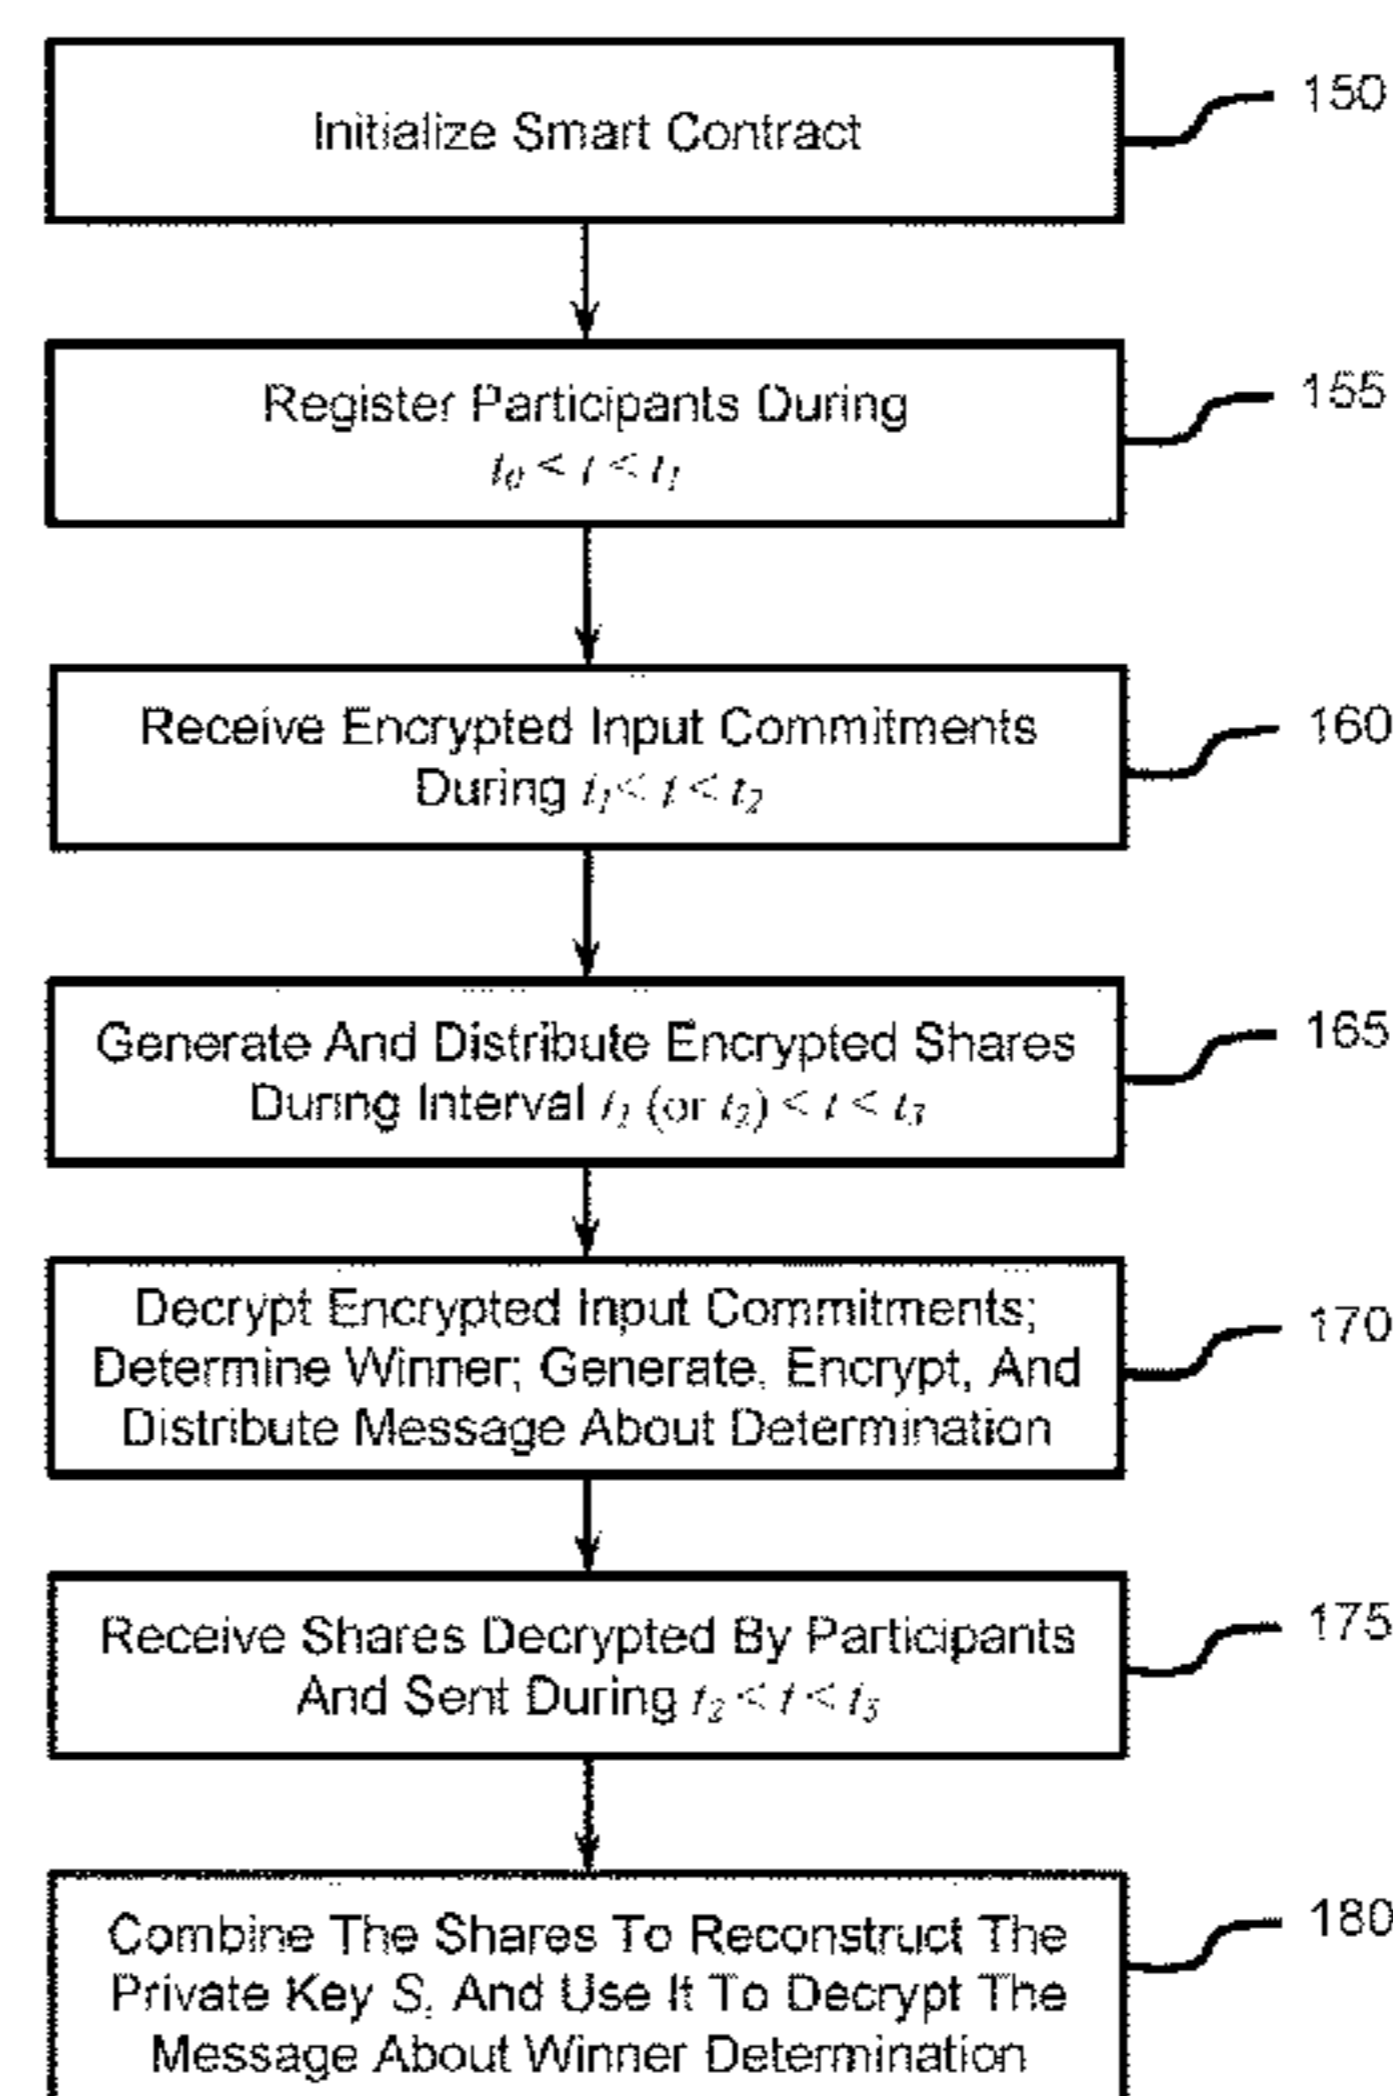 Initialize Smart Contract
150
Register Participants During
t₀ < t < t₁
155
Receive Encrypted Input Commitments
During t₁ < t < t₂
160
Generate And Distribute Encrypted Shares
During Interval t₁ (or t₂) < t < t₃
165
Decrypt Encrypted Input Commitments;
Determine Winner; Generate, Encrypt, And
Distribute Message About Determination
170
Receive Shares Decrypted By Participants
And Sent During t₂ < t < t₃
175
Combine The Shares To Reconstruct The
Private Key S, And Use It To Decrypt The
Message About Winner Determination
180